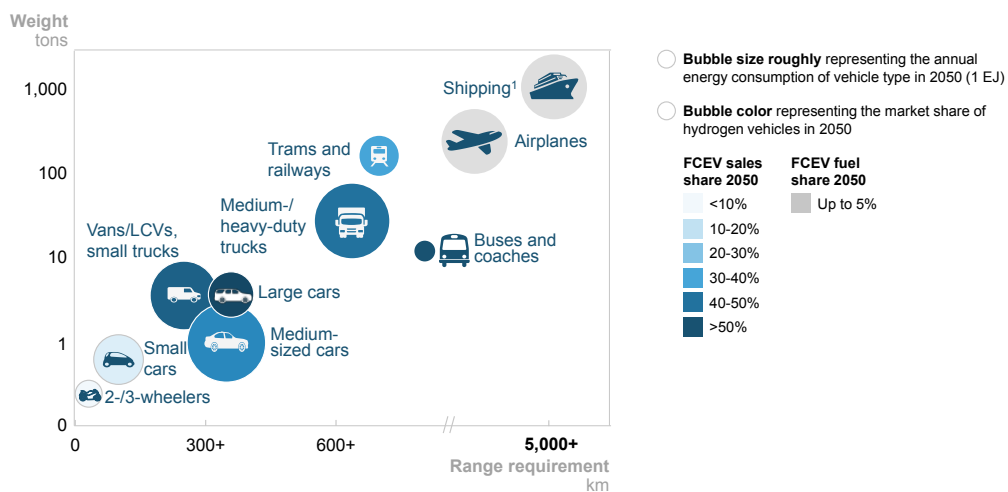 Weight
tons
1,000
100
10
1
0
0
300+
600+
5,000+
Range requirement
km
Shipping¹
Airplanes
Trams and
railways
Medium-/
heavy-duty
trucks
Buses and
coaches
Vans/LCVs,
small trucks
Large cars
Medium-
sized cars
Small
cars
2-/3-wheelers
Bubble size roughly representing the annual
energy consumption of vehicle type in 2050 (1 EJ)
Bubble color representing the market share of
hydrogen vehicles in 2050
FCEV sales
share 2050
<10%
10-20%
20-30%
30-40%
40-50%
>50%
FCEV fuel
share 2050
Up to 5%